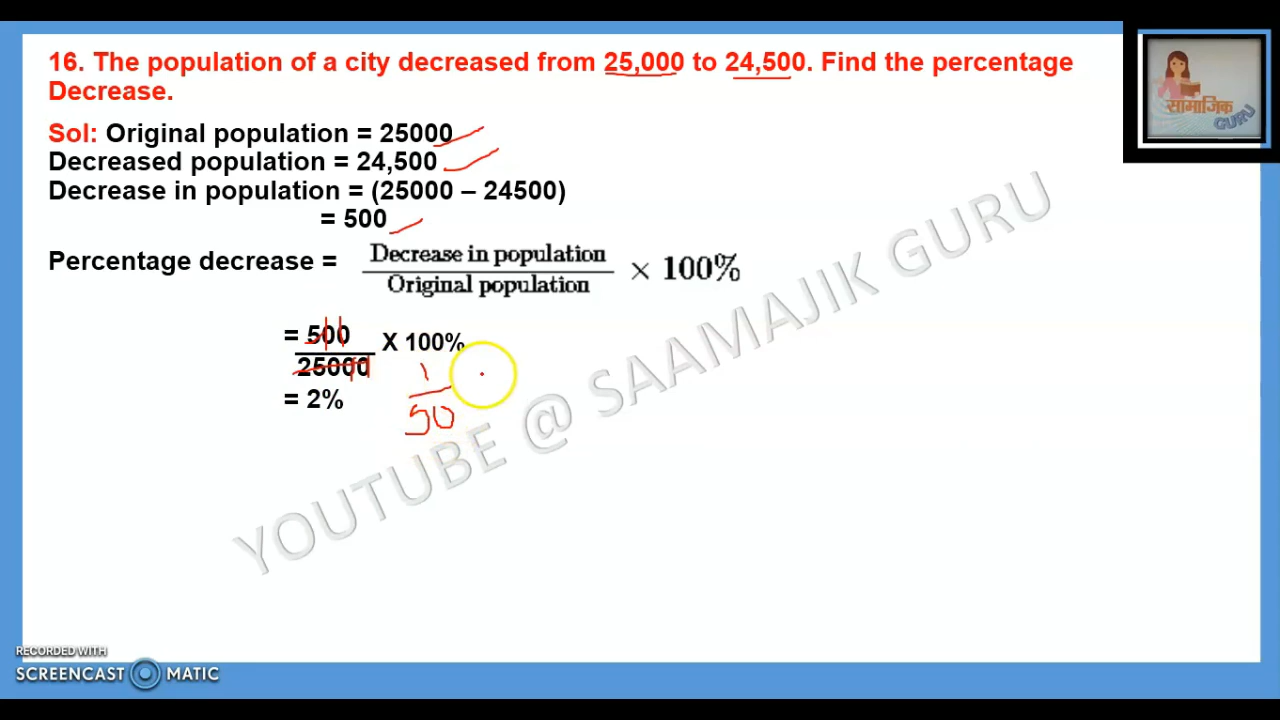 16. The population of a city decreased from 25,000 to 24,500. Find the percentage
Decrease.
Sol: Original population = 25000
Decreased population = 24,500
Decrease in population = (25000 – 24500)
= 500
Percentage decrease = Decrease in population
Original population
× 100%
= 500
25000
X 100%
= 2%
1
50
YOUTUBE @ SAAMAJIK GURU
सामाजिक
GURU
RECORDED WITH
SCREENCAST MATIC